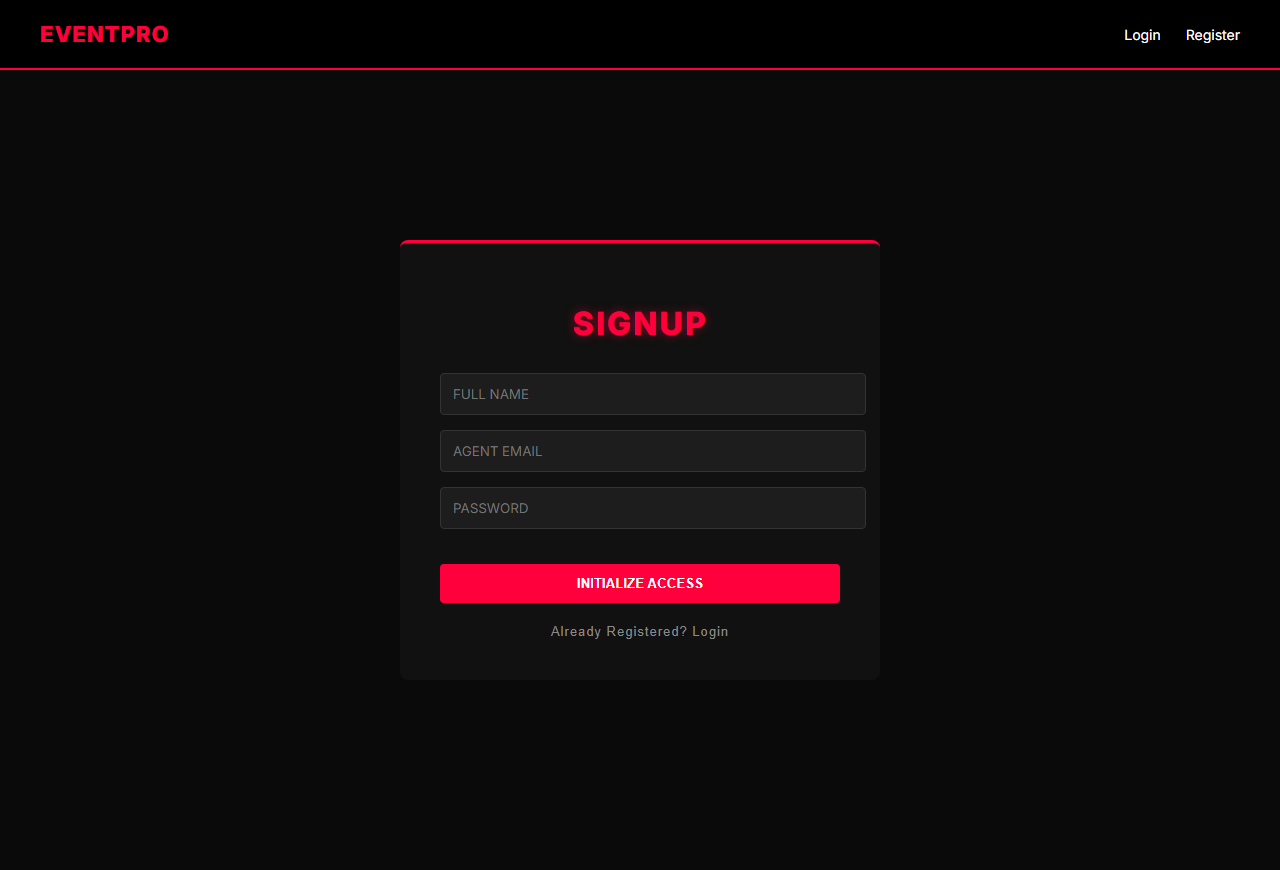 EVENTPRO
Login Register
SIGNUP
FULL NAME
AGENT EMAIL
PASSWORD
INITIALIZE ACCESS
Already Registered? Login